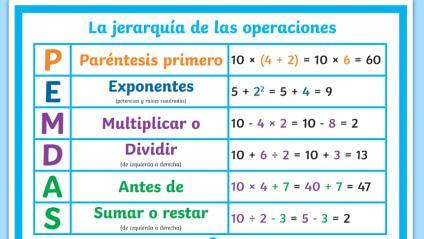 La jerarquía de las operaciones
P Paréntesis primero 10 × (4 + 2) = 10 × 6 = 60
E Exponentes 5 + 2² = 5 + 4 = 9
(potencias y raíces cuadradas)
M Multiplicar o 10 - 4 × 2 = 10 - 8 = 2
D Dividir 10 + 6 ÷ 2 = 10 + 3 = 13
(de izquierda a derecha)
A Antes de 10 × 4 + 7 = 40 + 7 = 47
S Sumar o restar 10 ÷ 2 - 3 = 5 - 3 = 2
(de izquierda a derecha)